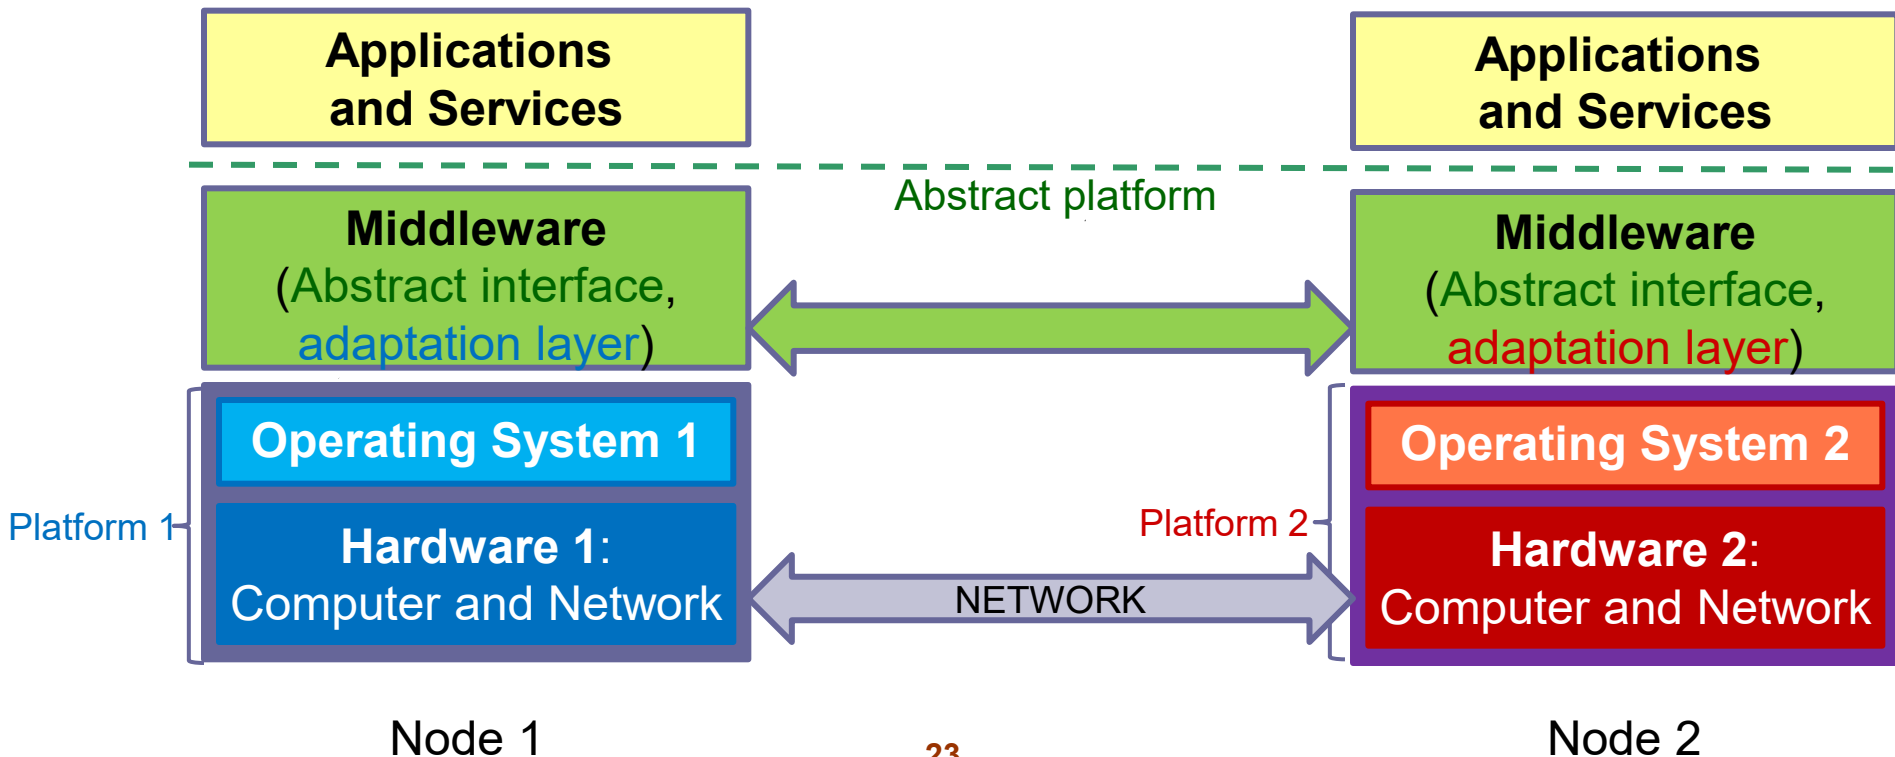 Applications
and Services
Applications
and Services
Abstract platform
Middleware
(Abstract interface,
adaptation layer)
Middleware
(Abstract interface,
adaptation layer)
Operating System 1
Operating System 2
Platform 1
Platform 2
Hardware 1:
Computer and Network
NETWORK
Hardware 2:
Computer and Network
Node 1
23
Node 2